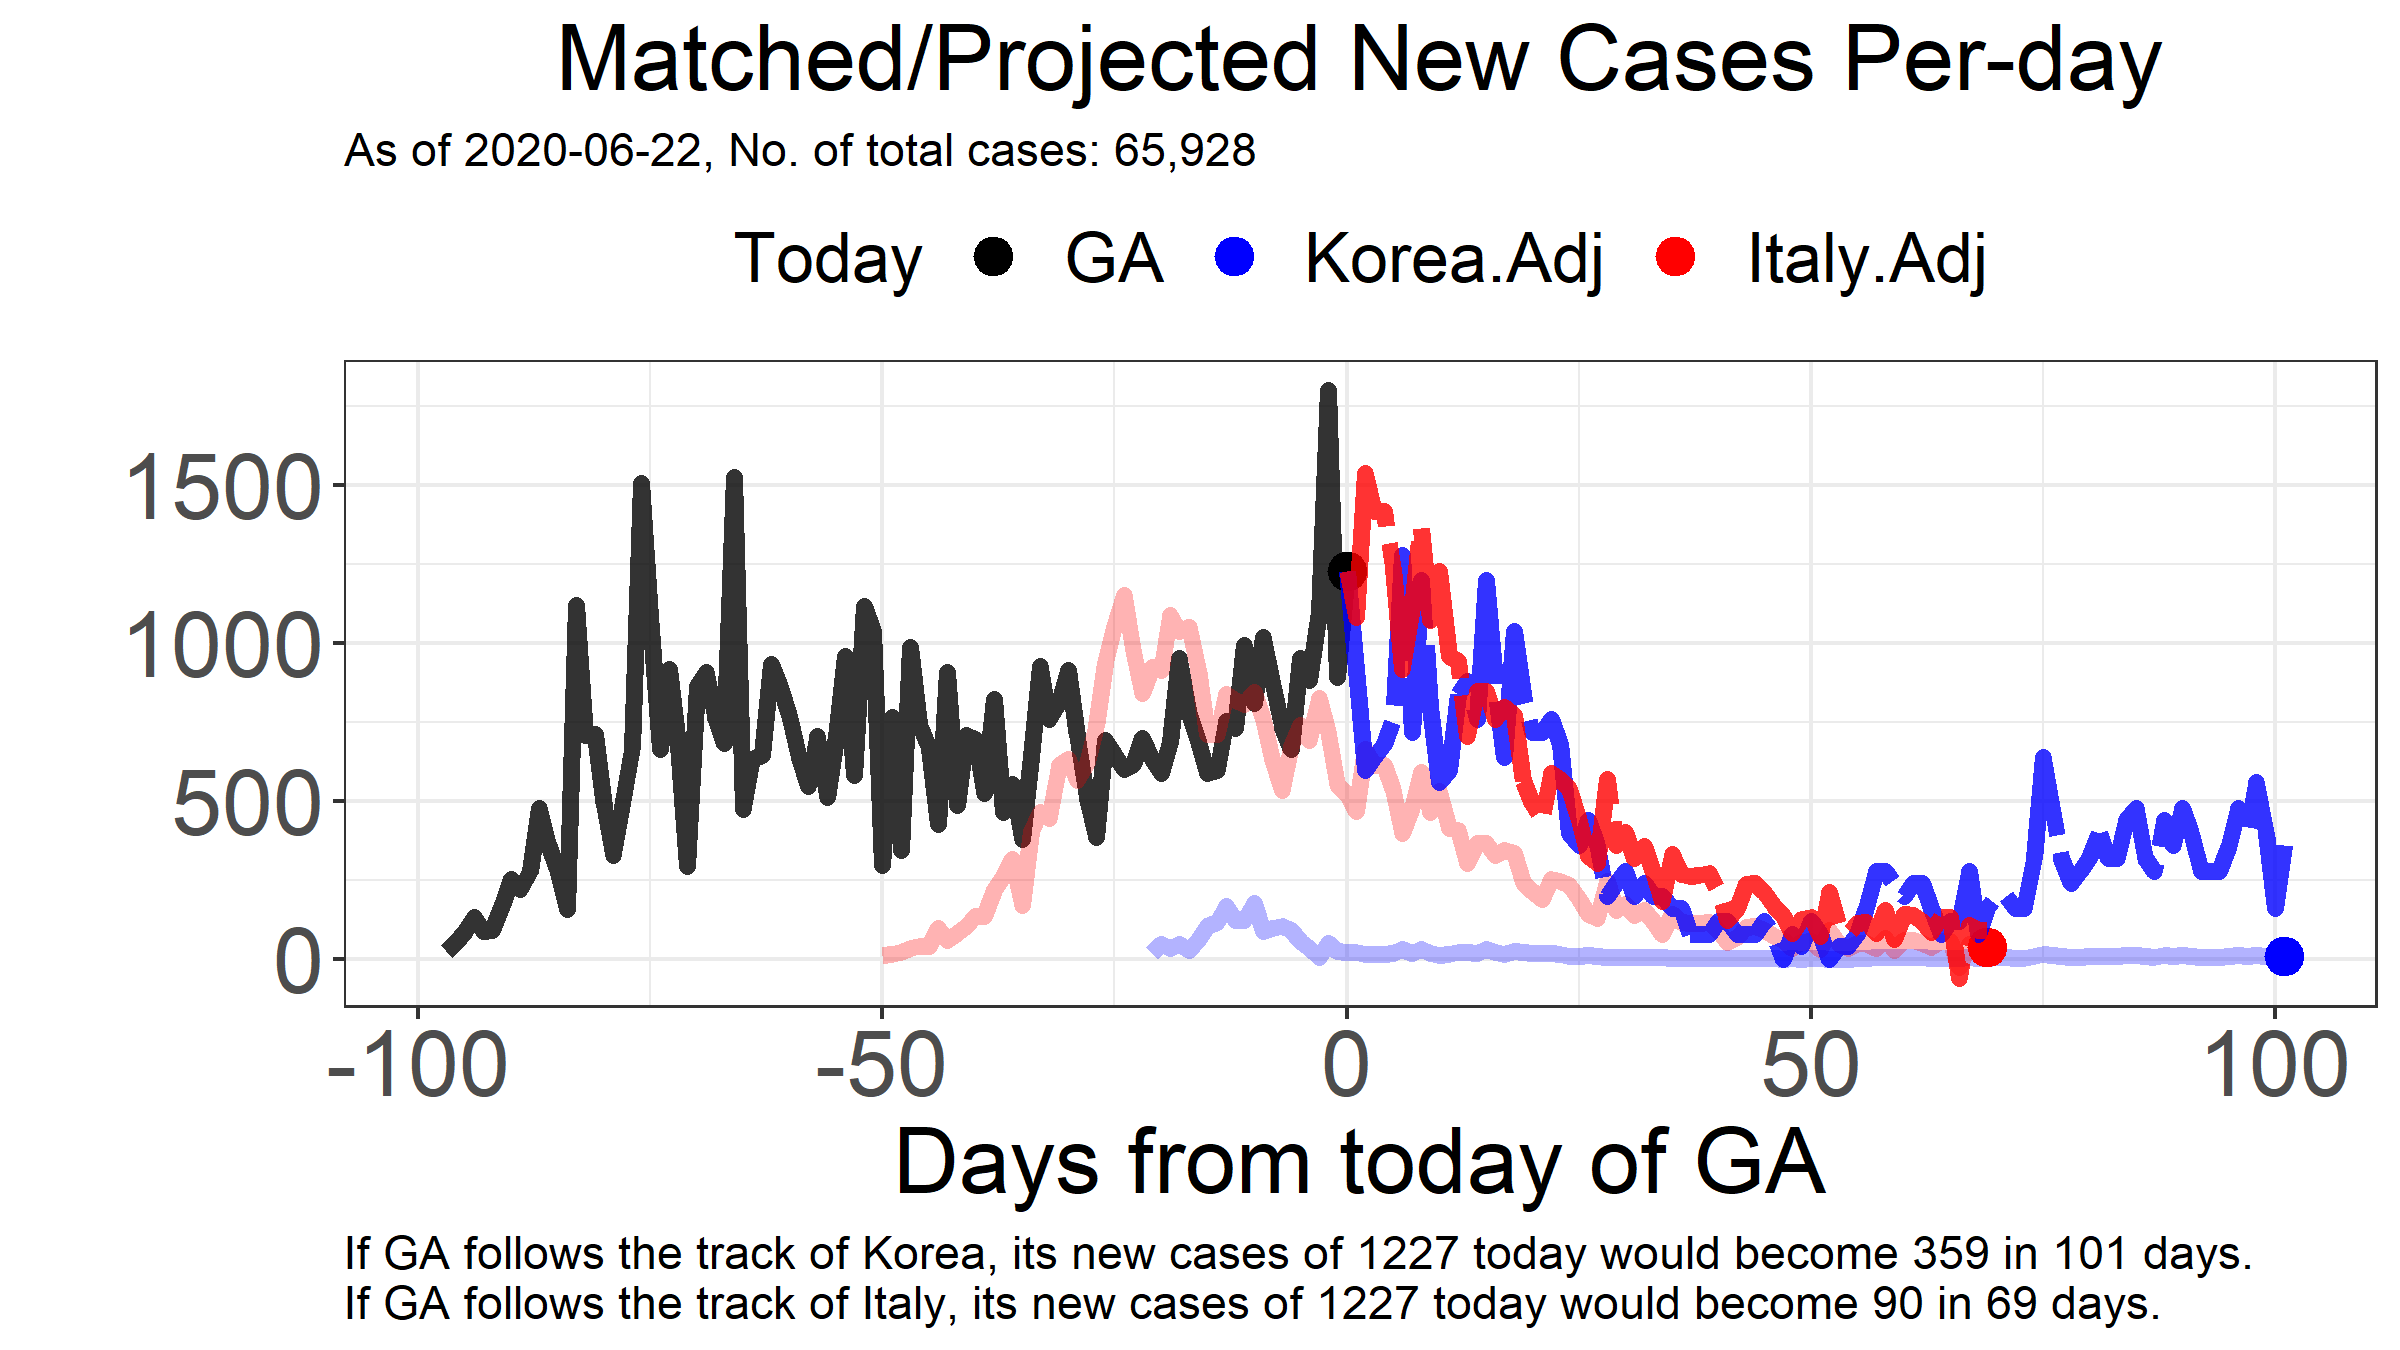 Matched/Projected New Cases Per-day
As of 2020-06-22, No. of total cases: 65,928
Today GA Korea.Adj Italy.Adj
1500
1000
500
0
-100 -50 0 50 100
Days from today of GA
If GA follows the track of Korea, its new cases of 1227 today would become 359 in 101 days.
If GA follows the track of Italy, its new cases of 1227 today would become 90 in 69 days.